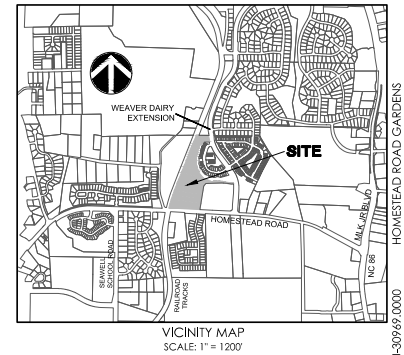 WEAVER DAIRY
EXTENSION
SITE
HOMESTEAD ROAD
SEAWELL
SCHOOL ROAD
RAILROAD
TRACKS
MLK JR BLVD
NC 86
VICINITY MAP
SCALE: 1" = 1200'
HOMESTEAD ROAD GARDENS
I-30969.0000